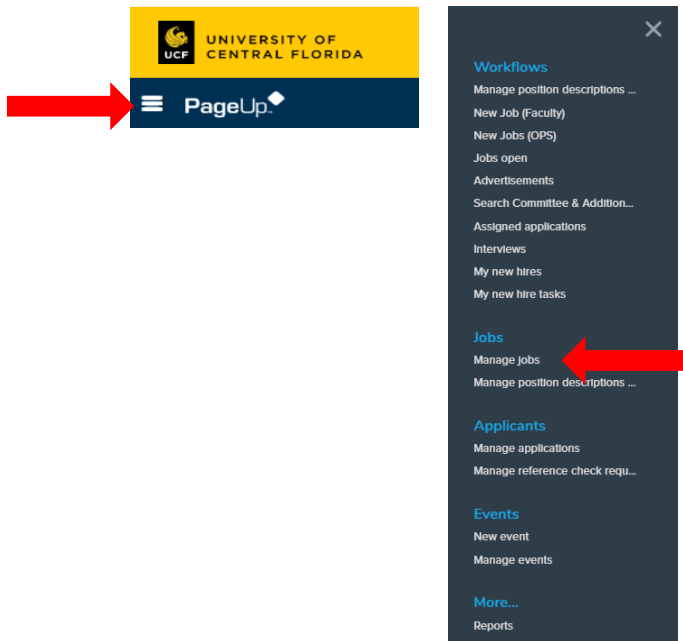 UCF
UNIVERSITY OF
CENTRAL FLORIDA
PageUp
Workflows
Manage position descriptions ...
New Job (Faculty)
New Jobs (OPS)
Jobs open
Advertisements
Search Committee & Addition...
Assigned applications
Interviews
My new hires
My new hire tasks
Jobs
Manage jobs
Manage position descriptions ...
Applicants
Manage applications
Manage reference check requ...
Events
New event
Manage events
More...
Reports